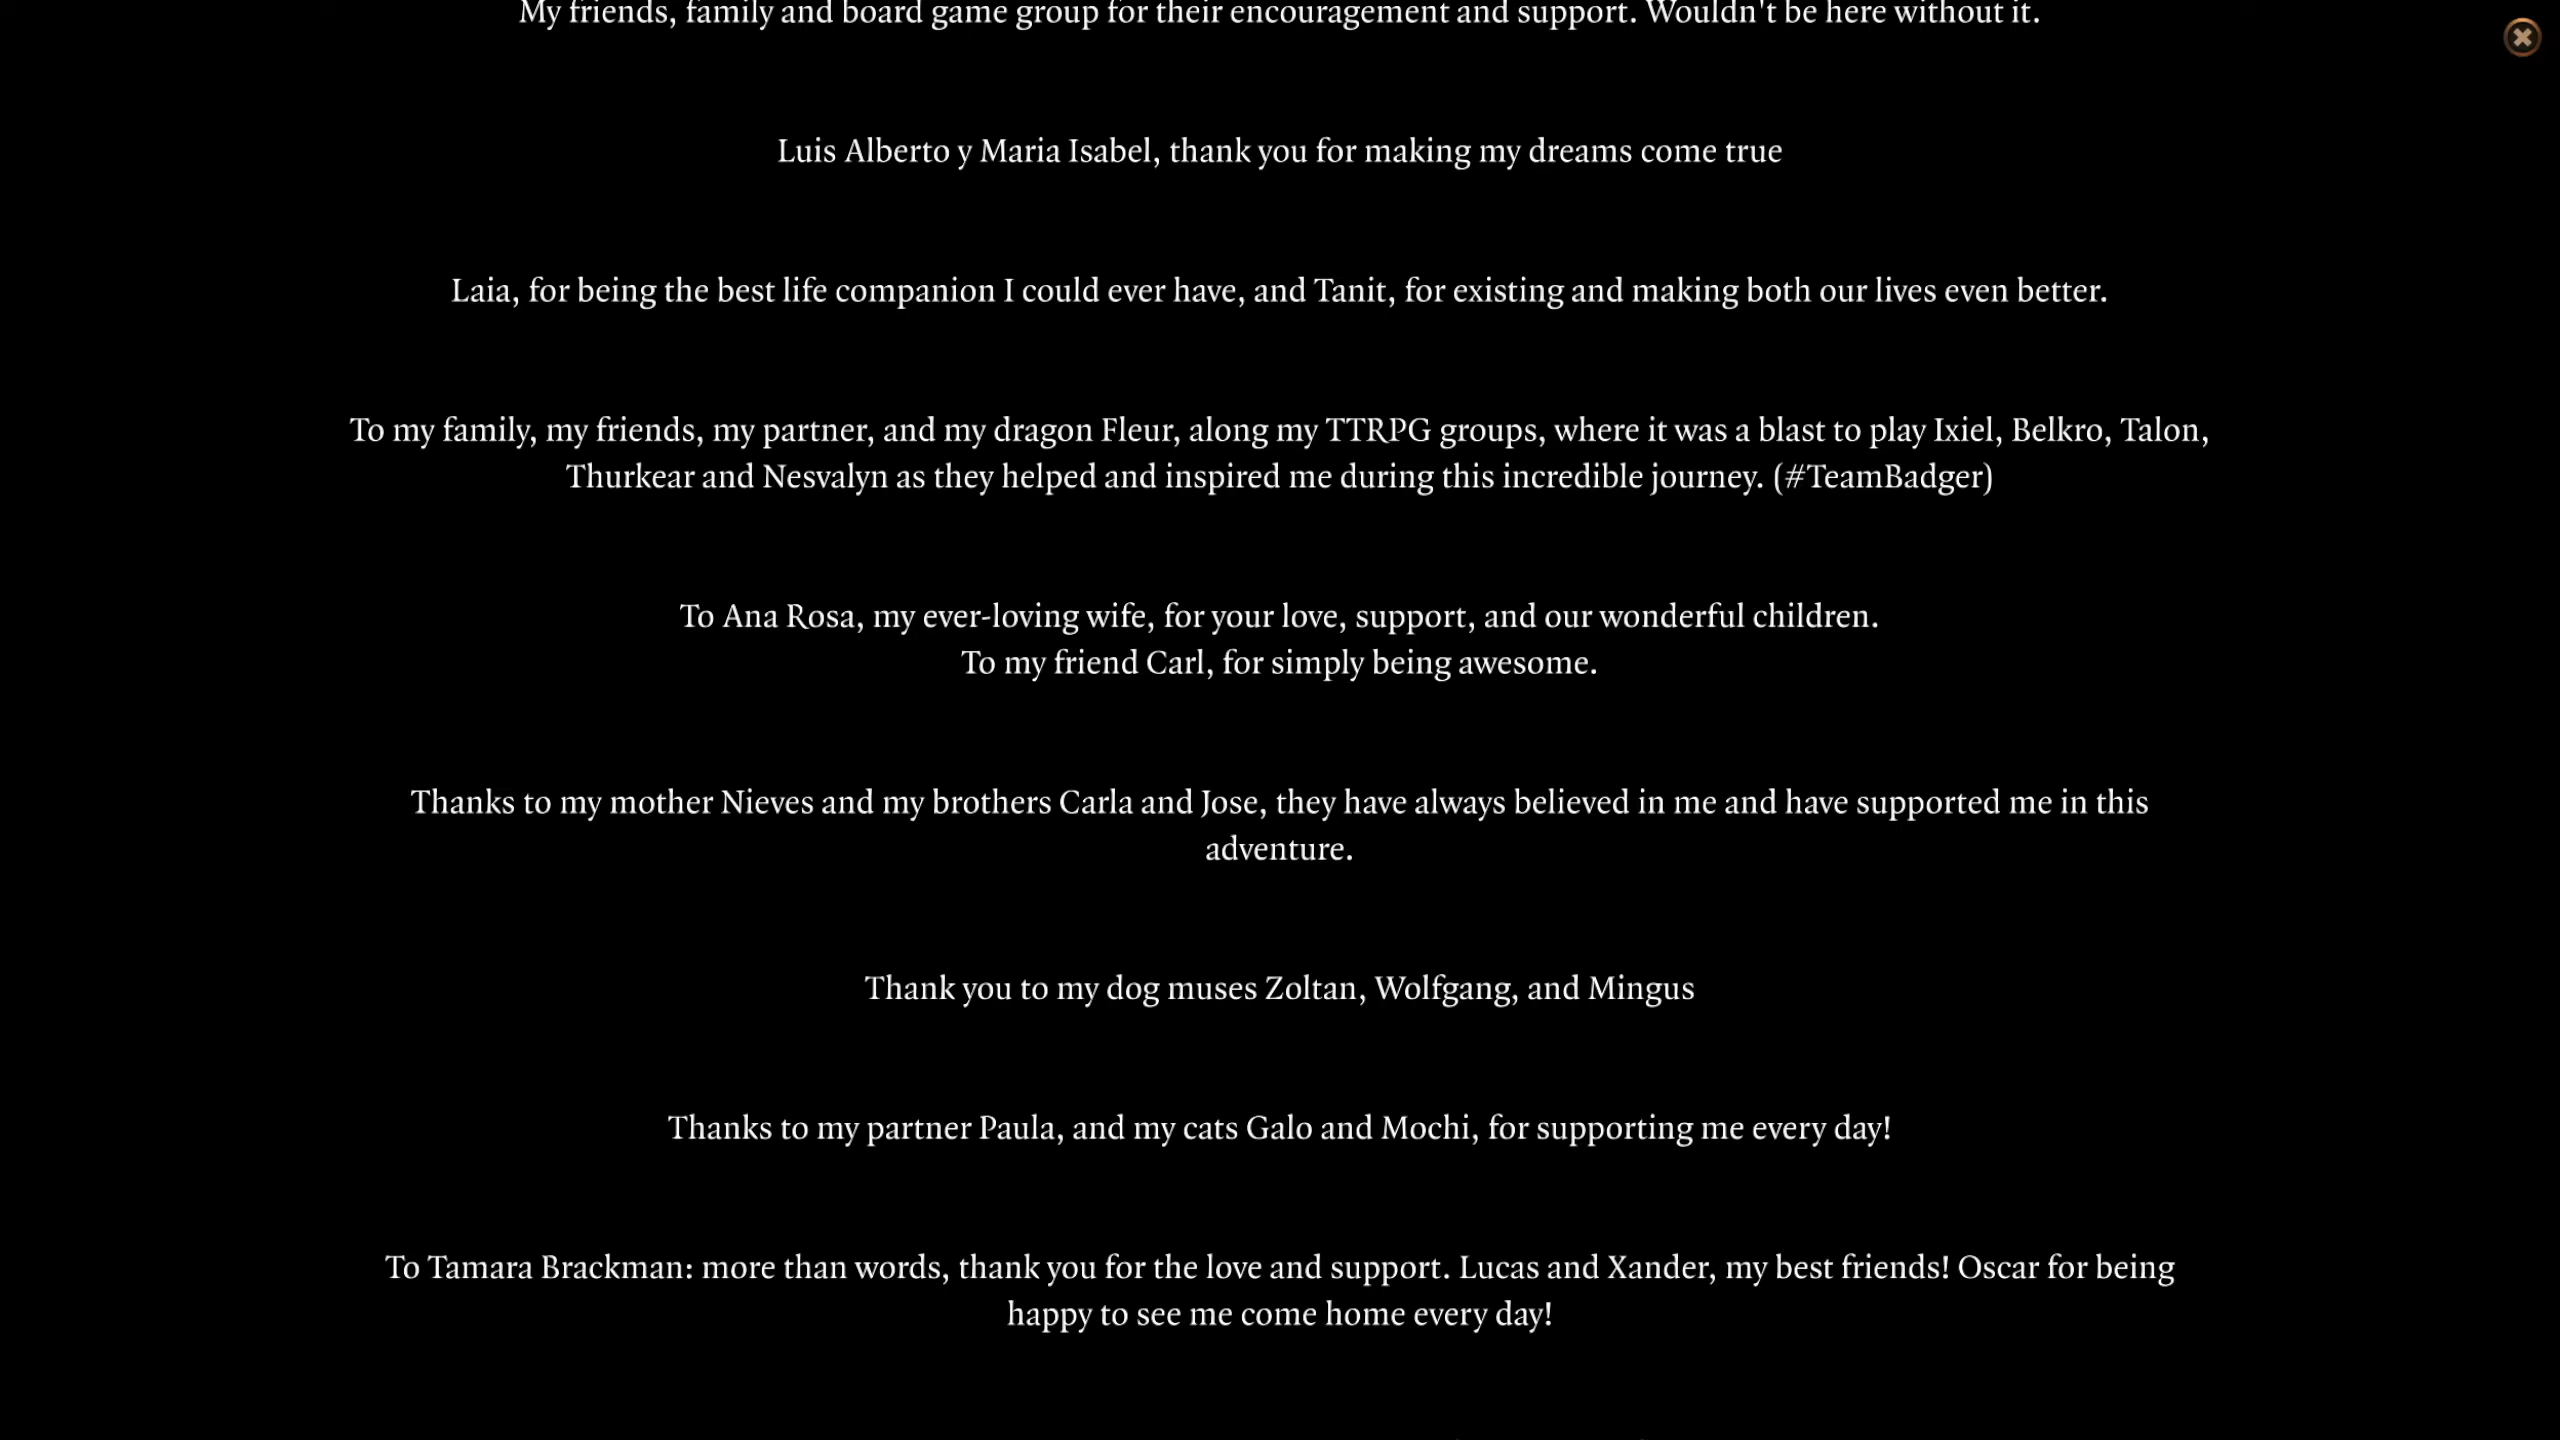 My friends, family and board game group for their encouragement and support. Wouldn't be here without it.
Luis Alberto y Maria Isabel, thank you for making my dreams come true
Laia, for being the best life companion I could ever have, and Tanit, for existing and making both our lives even better.
To my family, my friends, my partner, and my dragon Fleur, along my TTRPG groups, where it was a blast to play Ixiel, Belkro, Talon,
Thurkear and Nesvalyn as they helped and inspired me during this incredible journey. (#TeamBadger)
To Ana Rosa, my ever-loving wife, for your love, support, and our wonderful children.
To my friend Carl, for simply being awesome.
Thanks to my mother Nieves and my brothers Carla and Jose, they have always believed in me and have supported me in this
adventure.
Thank you to my dog muses Zoltan, Wolfgang, and Mingus
Thanks to my partner Paula, and my cats Galo and Mochi, for supporting me every day!
To Tamara Brackman: more than words, thank you for the love and support. Lucas and Xander, my best friends! Oscar for being
happy to see me come home every day!